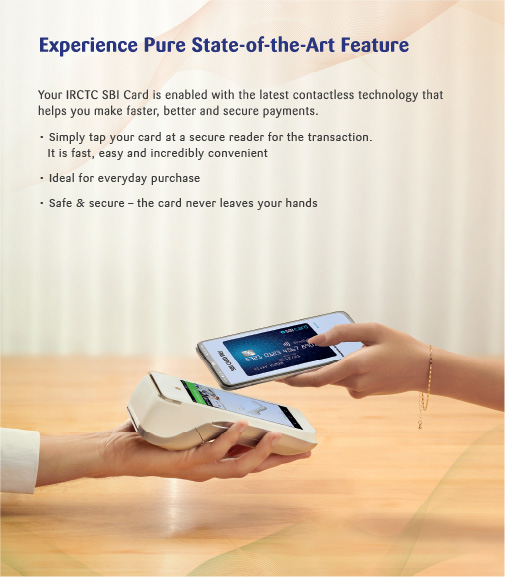 Experience Pure State-of-the-Art Feature
Your IRCTC SBI Card is enabled with the latest contactless technology that
helps you make faster, better and secure payments.
• Simply tap your card at a secure reader for the transaction.
It is fast, easy and incredibly convenient
• Ideal for everyday purchase
• Safe & secure – the card never leaves your hands